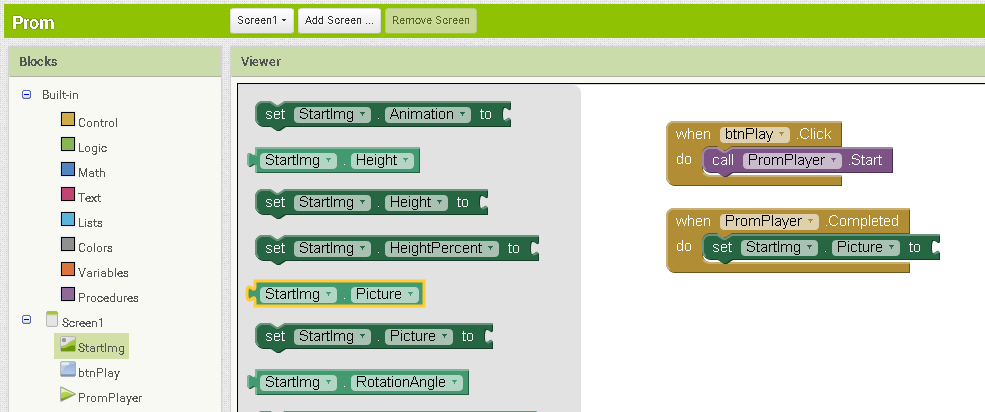 Prom
Screen1 Add Screen ... Remove Screen
Blocks
Built-in
Control
Logic
Math
Text
Lists
Colors
Variables
Procedures
Screen1
StartImg
btnPlay
PromPlayer
Viewer
set StartImg . Animation to
StartImg . Height
set StartImg . Height to
set StartImg . HeightPercent to
StartImg . Picture
set StartImg . Picture to
StartImg . RotationAngle
when btnPlay .Click
do call PromPlayer .Start
when PromPlayer .Completed
do set StartImg . Picture to